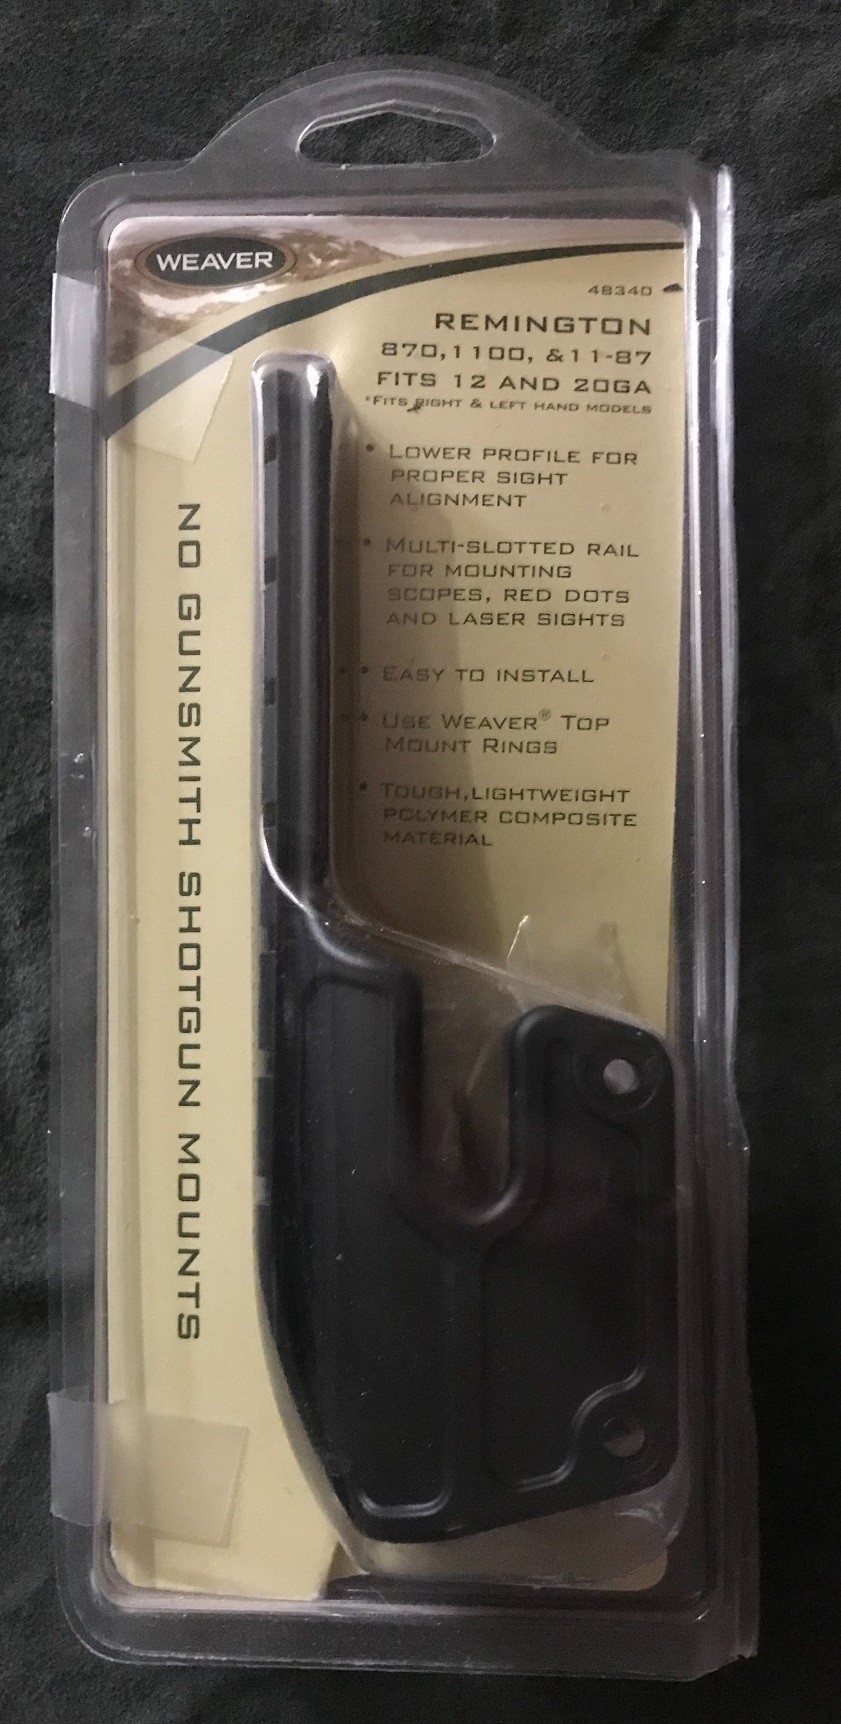 WEAVER
48340
REMINGTON
870, 1100, & 11-87
FITS 12 AND 20GA
*FITS RIGHT & LEFT HAND MODELS
• LOWER PROFILE FOR
PROPER SIGHT
ALIGNMENT
• MULTI-SLOTTED RAIL
FOR MOUNTING
SCOPES, RED DOTS
AND LASER SIGHTS
• EASY TO INSTALL
• USE WEAVER® TOP
MOUNT RINGS
• TOUGH, LIGHTWEIGHT
POLYMER COMPOSITE
MATERIAL
NO GUNSMITH SHOTGUN MOUNTS